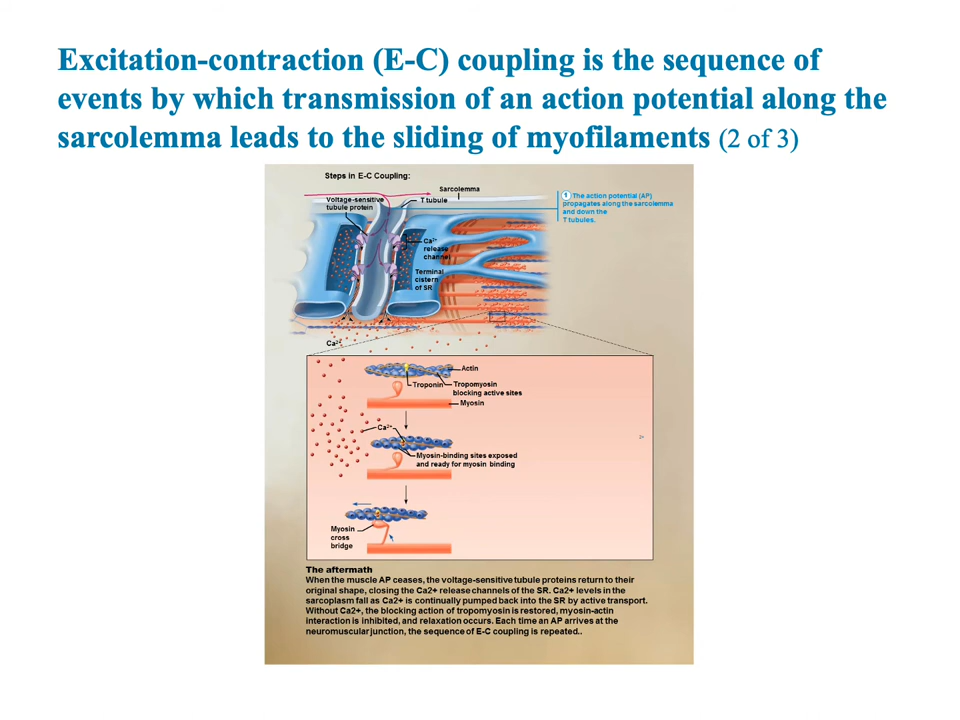 Excitation-contraction (E-C) coupling is the sequence of
events by which transmission of an action potential along the
sarcolemma leads to the sliding of myofilaments (2 of 3)
Steps in E-C Coupling:
Sarcolemma
Voltage-sensitive
tubule protein
T tubule
1 The action potential (AP)
propagates along the sarcolemma
and down the
T tubules.
Ca2+
release
channel
Terminal
cistern
of SR
Ca2+
Actin
Troponin
Tropomyosin
blocking active sites
Myosin
Ca2+
Myosin-binding sites exposed
and ready for myosin binding
Myosin
cross
bridge
The aftermath
When the muscle AP ceases, the voltage-sensitive tubule proteins return to their
original shape, closing the Ca2+ release channels of the SR. Ca2+ levels in the
sarcoplasm fall as Ca2+ is continually pumped back into the SR by active transport.
Without Ca2+, the blocking action of tropomyosin is restored, myosin-actin
interaction is inhibited, and relaxation occurs. Each time an AP arrives at the
neuromuscular junction, the sequence of E-C coupling is repeated..